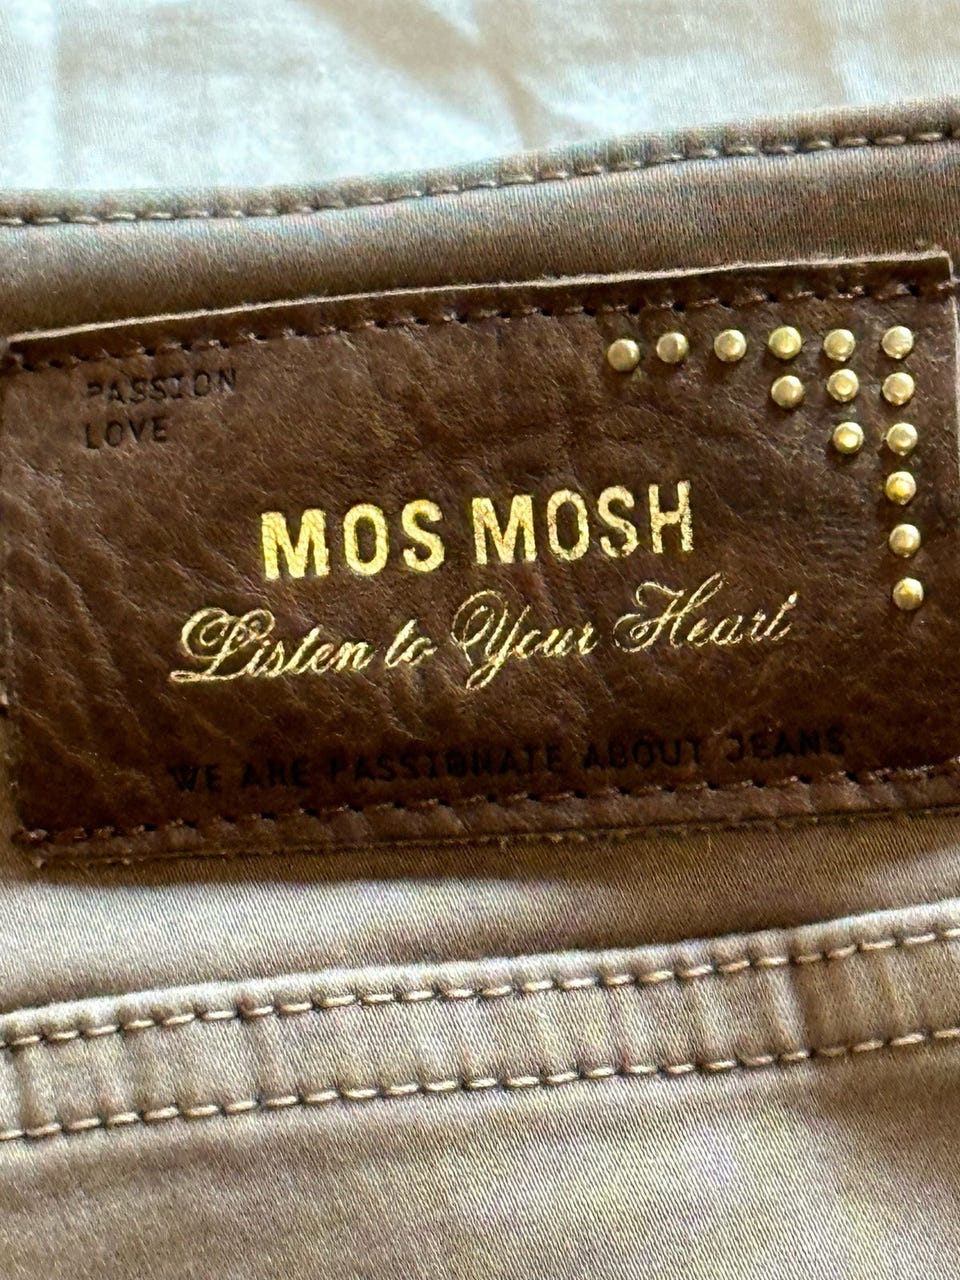 PASSION
LOVE
MOS MOSH
Listen to Your Heart
WE ARE PASSIONATE ABOUT JEANS